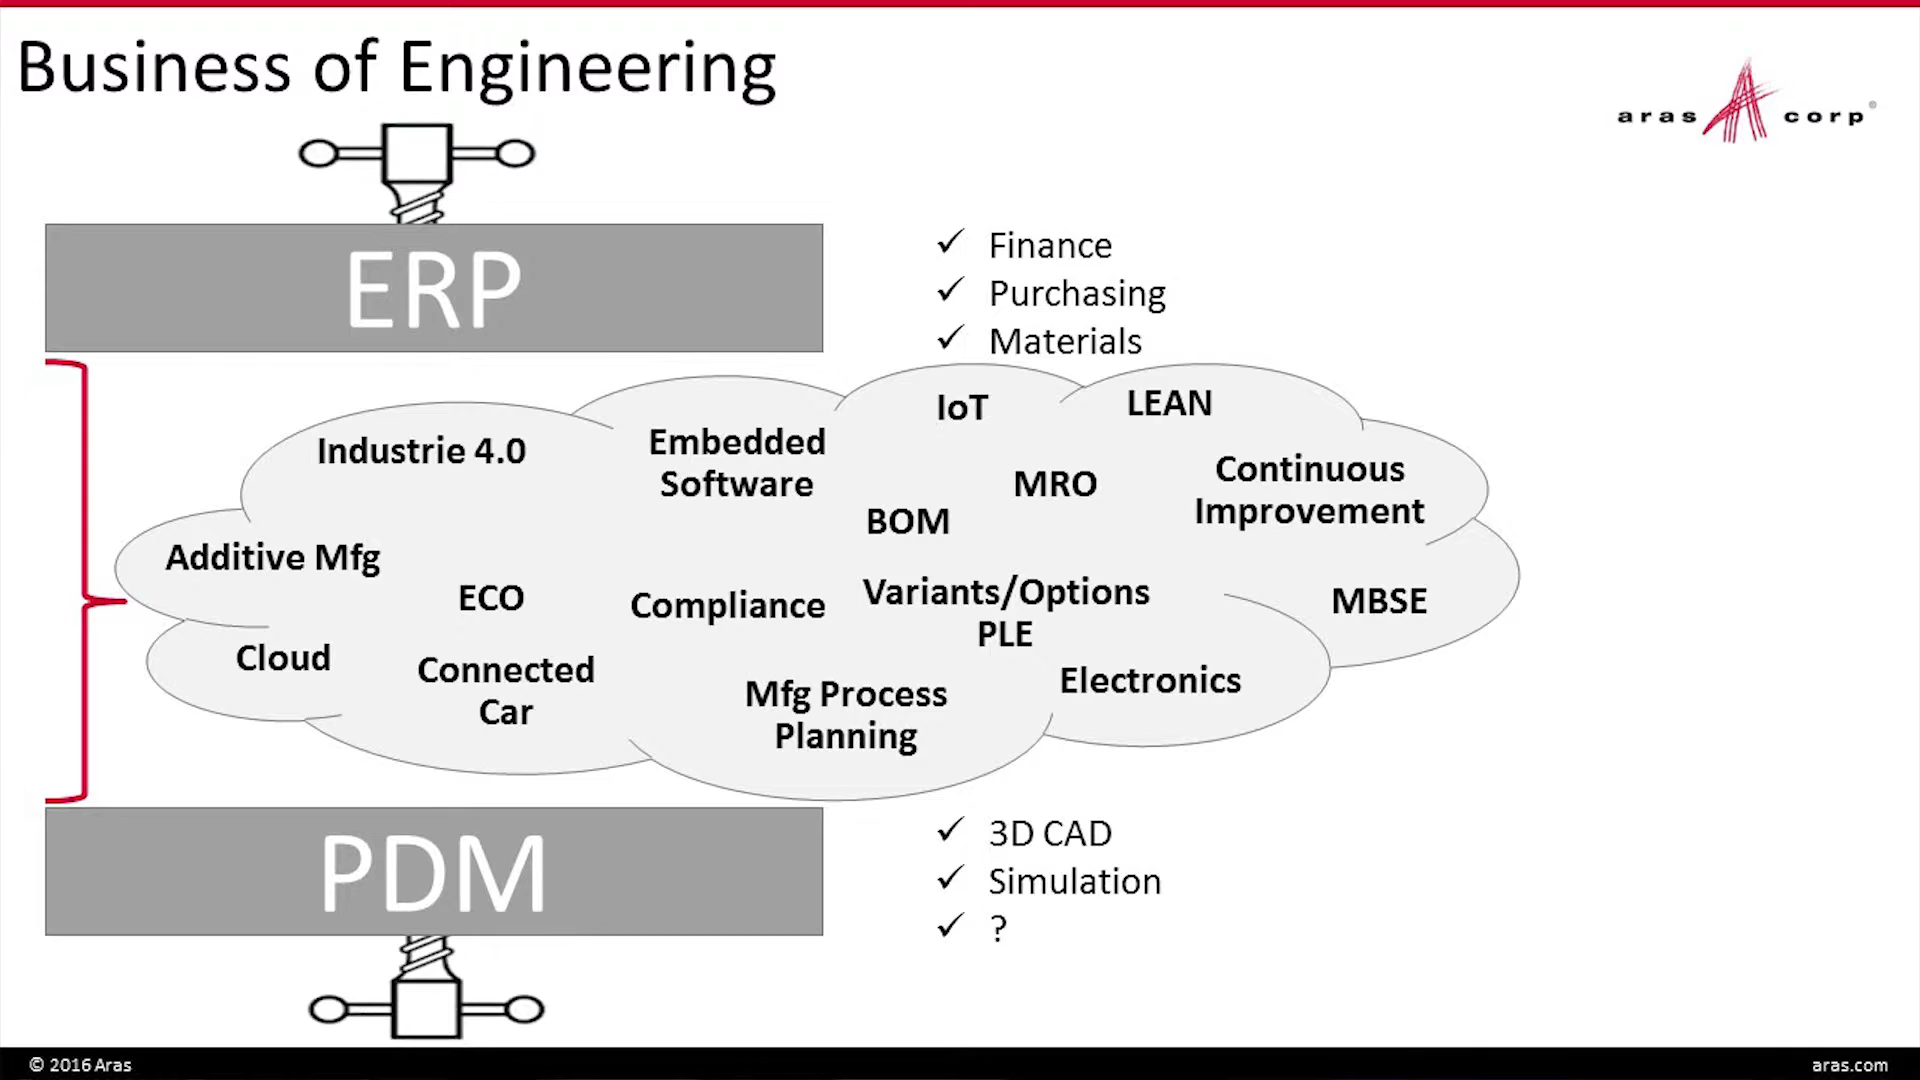 Business of Engineering
aras corp®
ERP
✓ Finance
✓ Purchasing
✓ Materials
IoT
LEAN
Industrie 4.0
Embedded
Software
MRO
Continuous
Improvement
BOM
Additive Mfg
ECO
Compliance
Variants/Options
PLE
MBSE
Cloud
Connected
Car
Mfg Process
Planning
Electronics
PDM
✓ 3D CAD
✓ Simulation
✓ ?
© 2016 Aras
aras.com